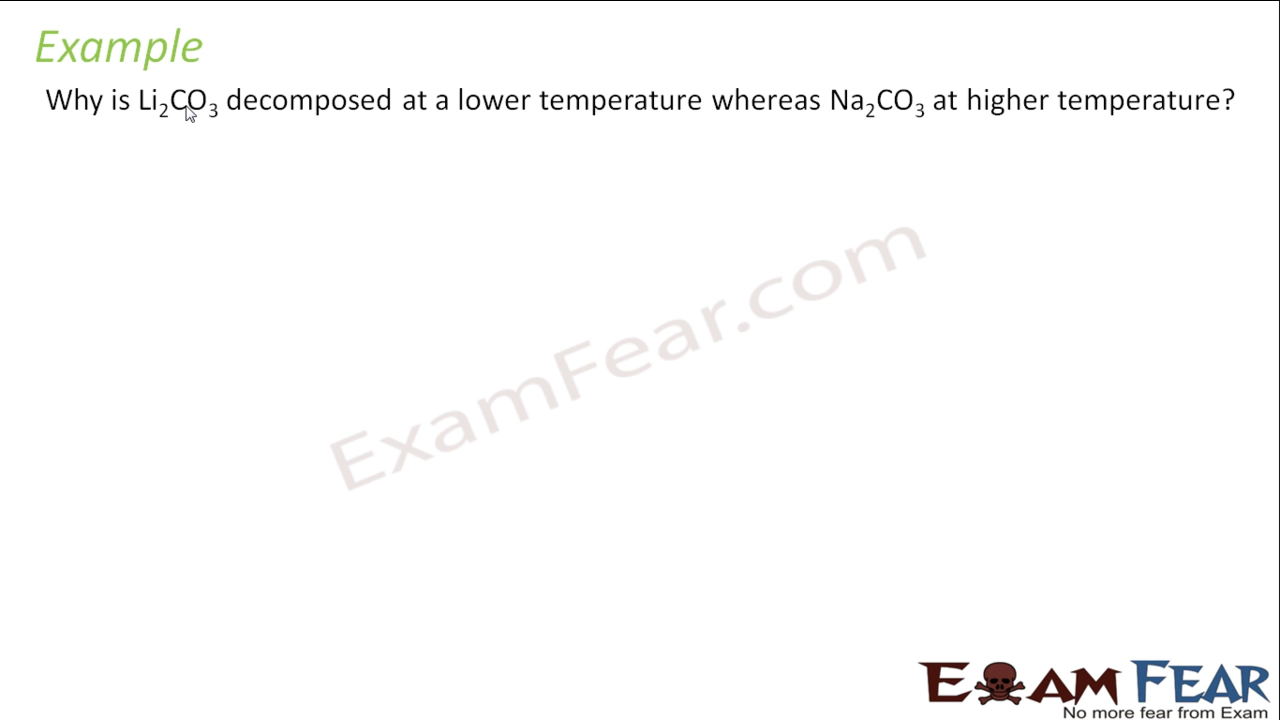 Example
Why is Li₂CO₃ decomposed at a lower temperature whereas Na₂CO₃ at higher temperature?
ExamFear.com
EXAM FEAR
No more fear from Exam